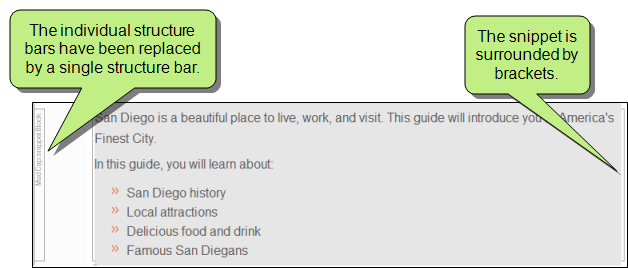 The individual structure
bars have been replaced
by a single structure bar.
The snippet is
surrounded by
brackets.
MadCap:snippetBlock
San Diego is a beautiful place to live, work, and visit. This guide will introduce you America's
Finest City.
In this guide, you will learn about:
» San Diego history
» Local attractions
» Delicious food and drink
» Famous San Diegans